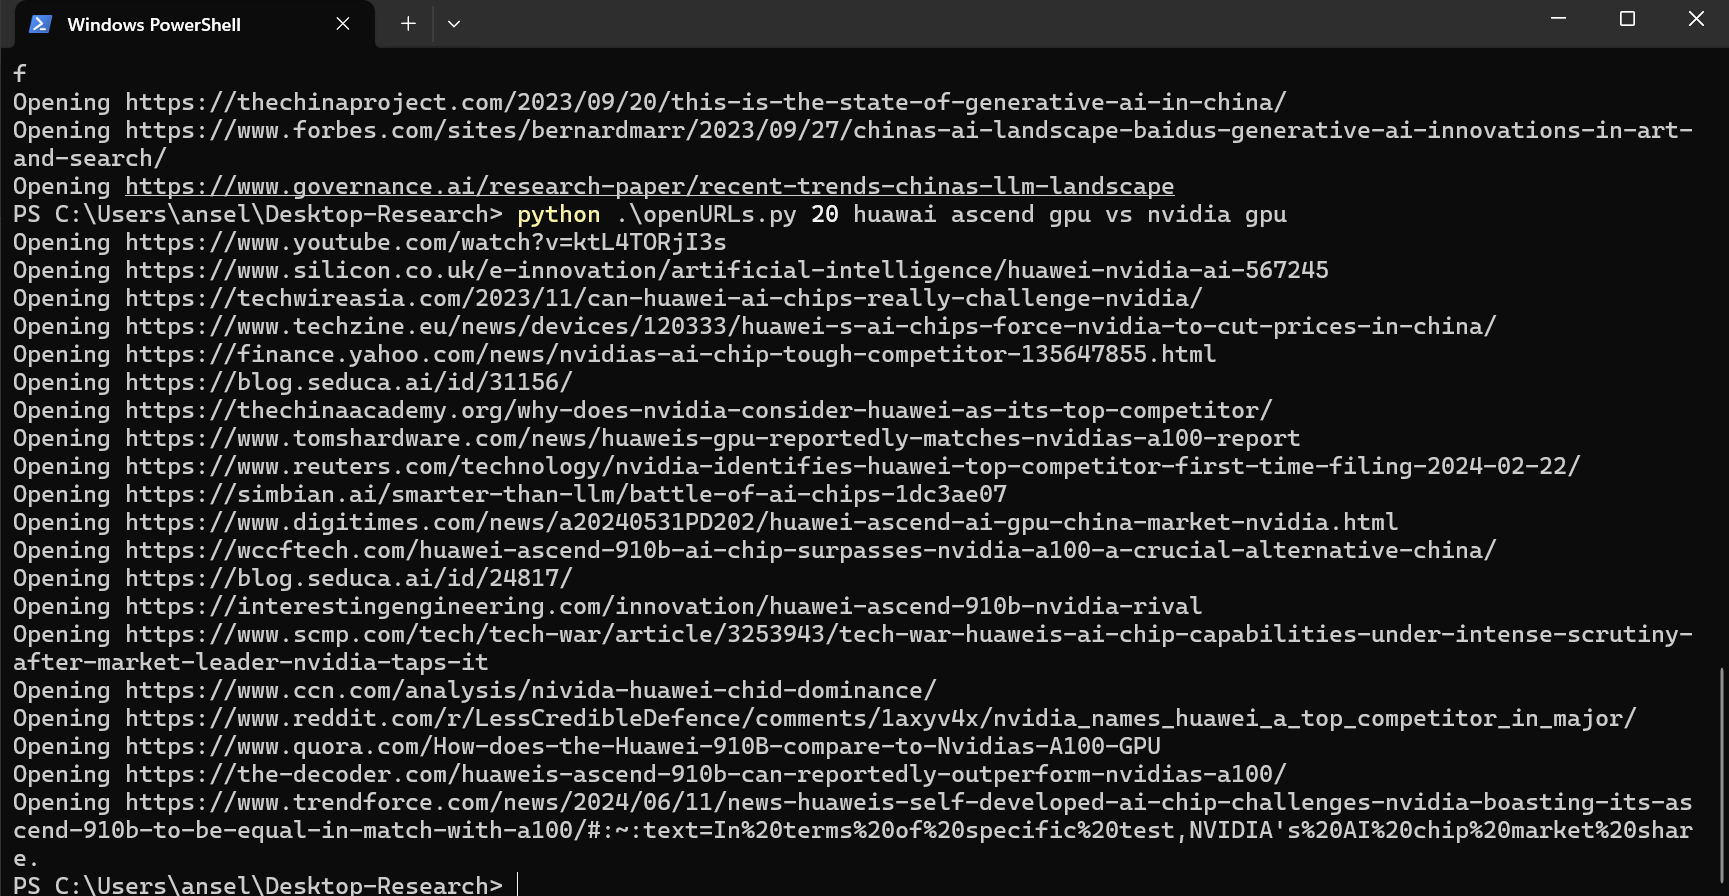 Windows PowerShell
f
Opening https://thechinaproject.com/2023/09/20/this-is-the-state-of-generative-ai-in-china/
Opening https://www.forbes.com/sites/bernardmarr/2023/09/27/chinas-ai-landscape-baidus-generative-ai-innovations-in-art-
and-search/
Opening https://www.governance.ai/research-paper/recent-trends-chinas-llm-landscape
PS C:\Users\ansel\Desktop-Research> python .\openURLs.py 20 huawai ascend gpu vs nvidia gpu
Opening https://www.youtube.com/watch?v=ktL4TORjI3s
Opening https://www.silicon.co.uk/e-innovation/artificial-intelligence/huawei-nvidia-ai-567245
Opening https://techwireasia.com/2023/11/can-huawei-ai-chips-really-challenge-nvidia/
Opening https://www.techzine.eu/news/devices/120333/huawei-s-ai-chips-force-nvidia-to-cut-prices-in-china/
Opening https://finance.yahoo.com/news/nvidias-ai-chip-tough-competitor-135647855.html
Opening https://blog.seduca.ai/id/31156/
Opening https://thechinaacademy.org/why-does-nvidia-consider-huawei-as-its-top-competitor/
Opening https://www.tomshardware.com/news/huaweis-gpu-reportedly-matches-nvidias-a100-report
Opening https://www.reuters.com/technology/nvidia-identifies-huawei-top-competitor-first-time-filing-2024-02-22/
Opening https://simbian.ai/smarter-than-llm/battle-of-ai-chips-1dc3ae07
Opening https://www.digitimes.com/news/a20240531PD202/huawei-ascend-ai-gpu-china-market-nvidia.html
Opening https://wccftech.com/huawei-ascend-910b-ai-chip-surpasses-nvidia-a100-a-crucial-alternative-china/
Opening https://blog.seduca.ai/id/24817/
Opening https://interestingengineering.com/innovation/huawei-ascend-910b-nvidia-rival
Opening https://www.scmp.com/tech/tech-war/article/3253943/tech-war-huaweis-ai-chip-capabilities-under-intense-scrutiny-
after-market-leader-nvidia-taps-it
Opening https://www.ccn.com/analysis/nivida-huawei-chid-dominance/
Opening https://www.reddit.com/r/LessCredibleDefence/comments/1axyv4x/nvidia_names_huawei_a_top_competitor_in_major/
Opening https://www.quora.com/How-does-the-Huawei-910B-compare-to-Nvidias-A100-GPU
Opening https://the-decoder.com/huaweis-ascend-910b-can-reportedly-outperform-nvidias-a100/
Opening https://www.trendforce.com/news/2024/06/11/news-huaweis-self-developed-ai-chip-challenges-nvidia-boasting-its-as
cend-910b-to-be-equal-in-match-with-a100/#:~:text=In%20terms%20of%20specific%20test,NVIDIA's%20AI%20chip%20market%20shar
e.
PS C:\Users\ansel\Desktop-Research>